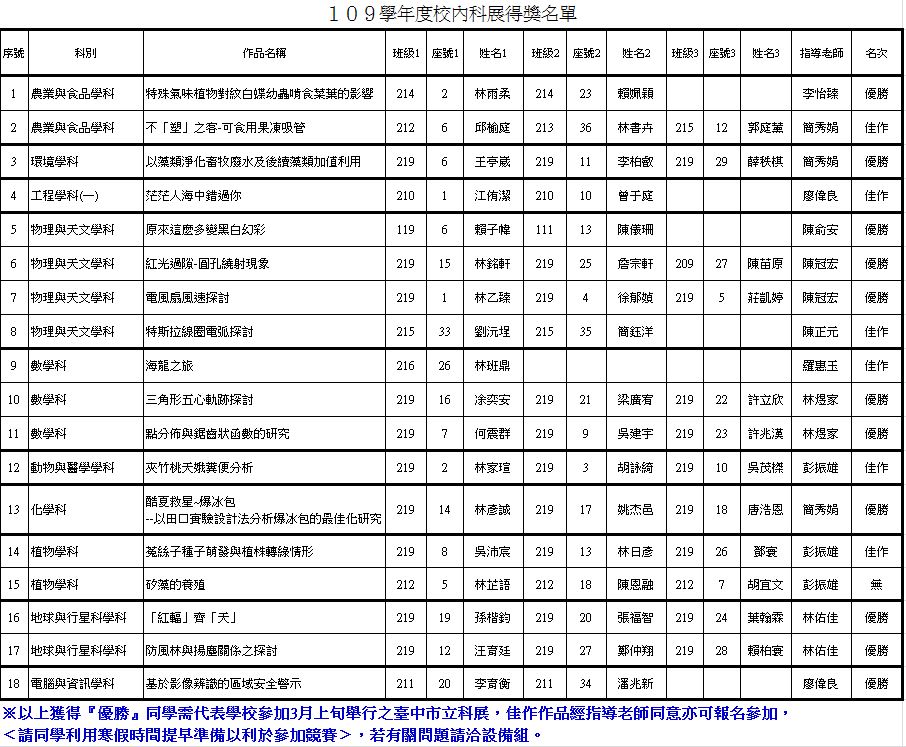 １０９學年度校內科展得獎名單
序號 科別 作品名稱 班級1 座號1 姓名1 班級2 座號2 姓名2 班級3 座號3 姓名3 指導老師 名次
1 農業與食品學科 特殊氣味植物對紋白蝶幼蟲啃食菜葉的影響 214 2 林雨柔 214 23 賴姵穎 李怡臻 優勝
2 農業與食品學科 不「塑」之客-可食用果凍吸管 212 6 邱榆庭 213 36 林書卉 215 12 郭庭蕙 簡秀娟 佳作
3 環境學科 以藻類淨化畜牧廢水及後續藻類加值利用 219 6 王亭崴 219 11 李柏叡 219 29 薛秩棋 簡秀娟 優勝
4 工程學科(一) 茫茫人海中錯過你 210 1 江侑潔 210 10 曾于庭 廖偉良 佳作
5 物理與天文學科 原來這麼多變黑白幻彩 119 6 賴子幃 111 13 陳儀珊 陳俞安 優勝
6 物理與天文學科 紅光過隙-圓孔繞射現象 219 15 林銘軒 219 25 詹宗軒 209 27 陳苗原 陳冠宏 優勝
7 物理與天文學科 電風扇風速探討 219 1 林乙臻 219 4 徐郁媜 219 5 莊凱婷 陳冠宏 優勝
8 物理與天文學科 特斯拉線圈電弧探討 215 33 劉沅埕 215 35 簡鈺洋 陳正元 佳作
9 數學科 海龍之旅 216 26 林班鼎 羅惠玉 佳作
10 數學科 三角形五心軌跡探討 219 16 凃奕安 219 21 梁廣宥 219 22 許立欣 林煜家 優勝
11 數學科 點分佈與鋸齒狀函數的研究 219 7 何震群 219 9 吳建宇 219 23 許兆漢 林煜家 優勝
12 動物與醫學學科 夾竹桃天蛾糞便分析 219 2 林家瑄 219 3 胡詠綺 219 10 吳茂榤 彭振雄 佳作
13 化學科 酷夏救星~爆冰包
--以田口實驗設計法分析爆冰包的最佳化研究 219 14 林彥誠 219 17 姚杰邑 219 18 唐浩恩 簡秀娟 優勝
14 植物學科 菟絲子種子萌發與植株轉綠情形 219 8 吳沛宸 219 13 林日彥 219 26 鄧寰 彭振雄 佳作
15 植物學科 矽藻的養殖 212 5 林芷語 212 18 陳恩融 212 7 胡宜文 彭振雄 無
16 地球與行星科學科 「紅輻」齊「天」 219 19 孫楷鈞 219 20 張福智 219 24 葉翰霖 林佑佳 優勝
17 地球與行星科學科 防風林與揚塵關係之探討 219 12 汪育廷 219 27 鄭仲翔 219 28 賴柏寰 林佑佳 優勝
18 電腦與資訊學科 基於影像辨識的區域安全警示 211 20 李育衡 211 34 潘兆新 廖偉良 優勝
※以上獲得『優勝』同學需代表學校參加3月上旬舉行之臺中市立科展，佳作作品經指導老師同意亦可報名參加，
＜請同學利用寒假時間提早準備以利於參加競賽＞，若有關問題請洽設備組。